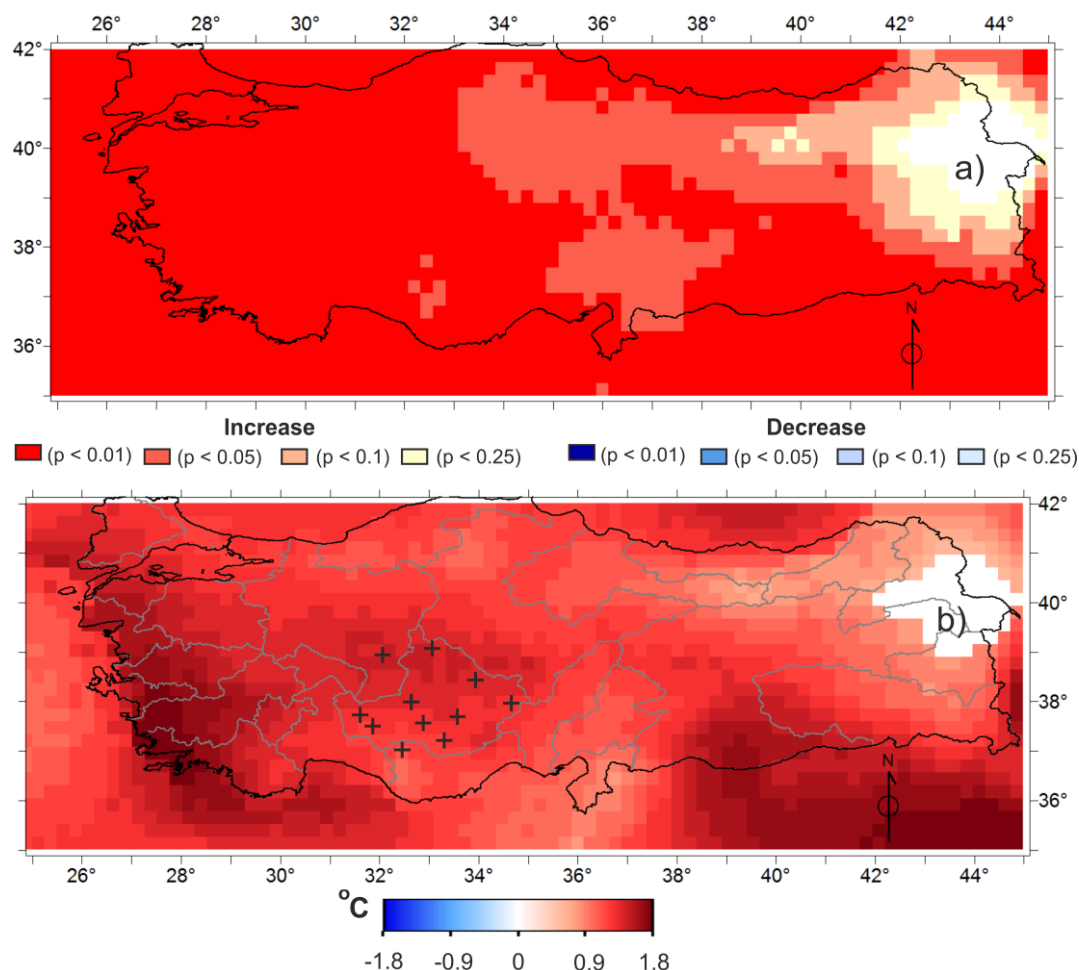 26° 28° 30° 32° 34° 36° 38° 40° 42° 44°
42°
40°
38°
36°
a)
N
Increase Decrease
(p < 0.01) (p < 0.05) (p < 0.1) (p < 0.25) (p < 0.01) (p < 0.05) (p < 0.1) (p < 0.25)
42°
40°
38°
36°
b)
N
26° 28° 30° 32° 34° 36° 38° 40° 42° 44°
°C
-1.8 -0.9 0 0.9 1.8